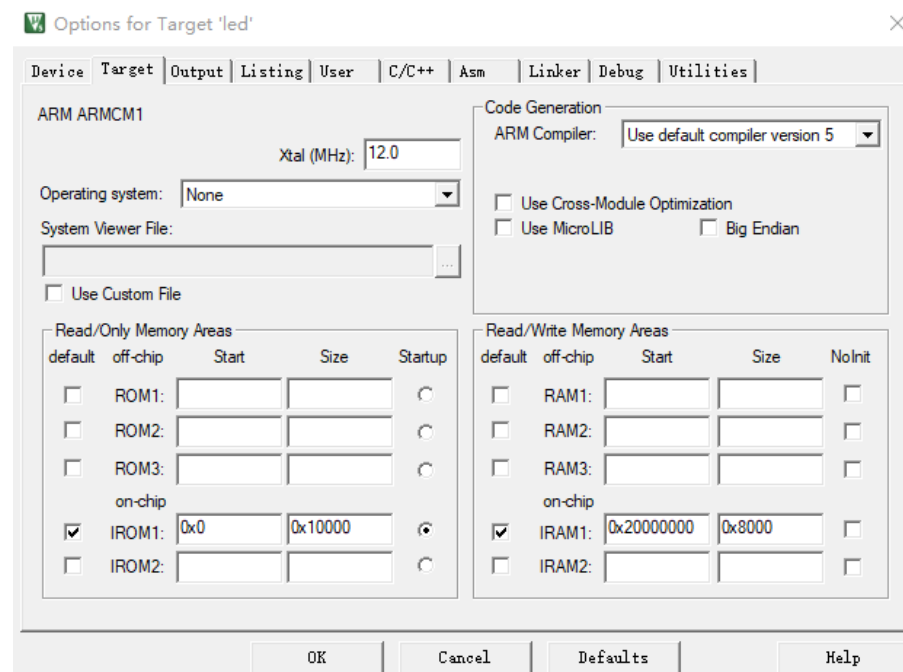 Options for Target 'led'
Device Target Output Listing User C/C++ Asm Linker Debug Utilities
ARM ARMCM1
Xtal (MHz): 12.0
Operating system: None
System Viewer File:
...
Use Custom File
Code Generation
ARM Compiler: Use default compiler version 5
Use Cross-Module Optimization
Use MicroLIB Big Endian
Read/Only Memory Areas
default off-chip Start Size Startup
ROM1:
ROM2:
ROM3:
on-chip
IROM1: 0x0 0x10000
IROM2:
Read/Write Memory Areas
default off-chip Start Size NoInit
RAM1:
RAM2:
RAM3:
on-chip
IRAM1: 0x20000000 0x8000
IRAM2:
OK Cancel Defaults Help